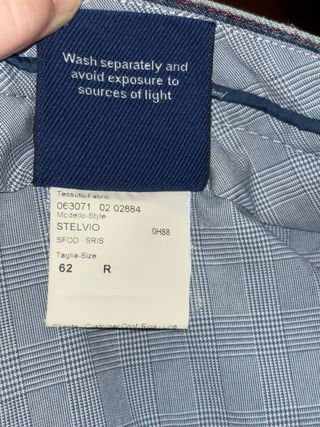 Wash separately and
avoid exposure to
sources of light
Tessuto-Fabric
063071 02 02884
Modello-Style
STELVIO 0H88
SFOD SRIS
Taglia-Size
62 R